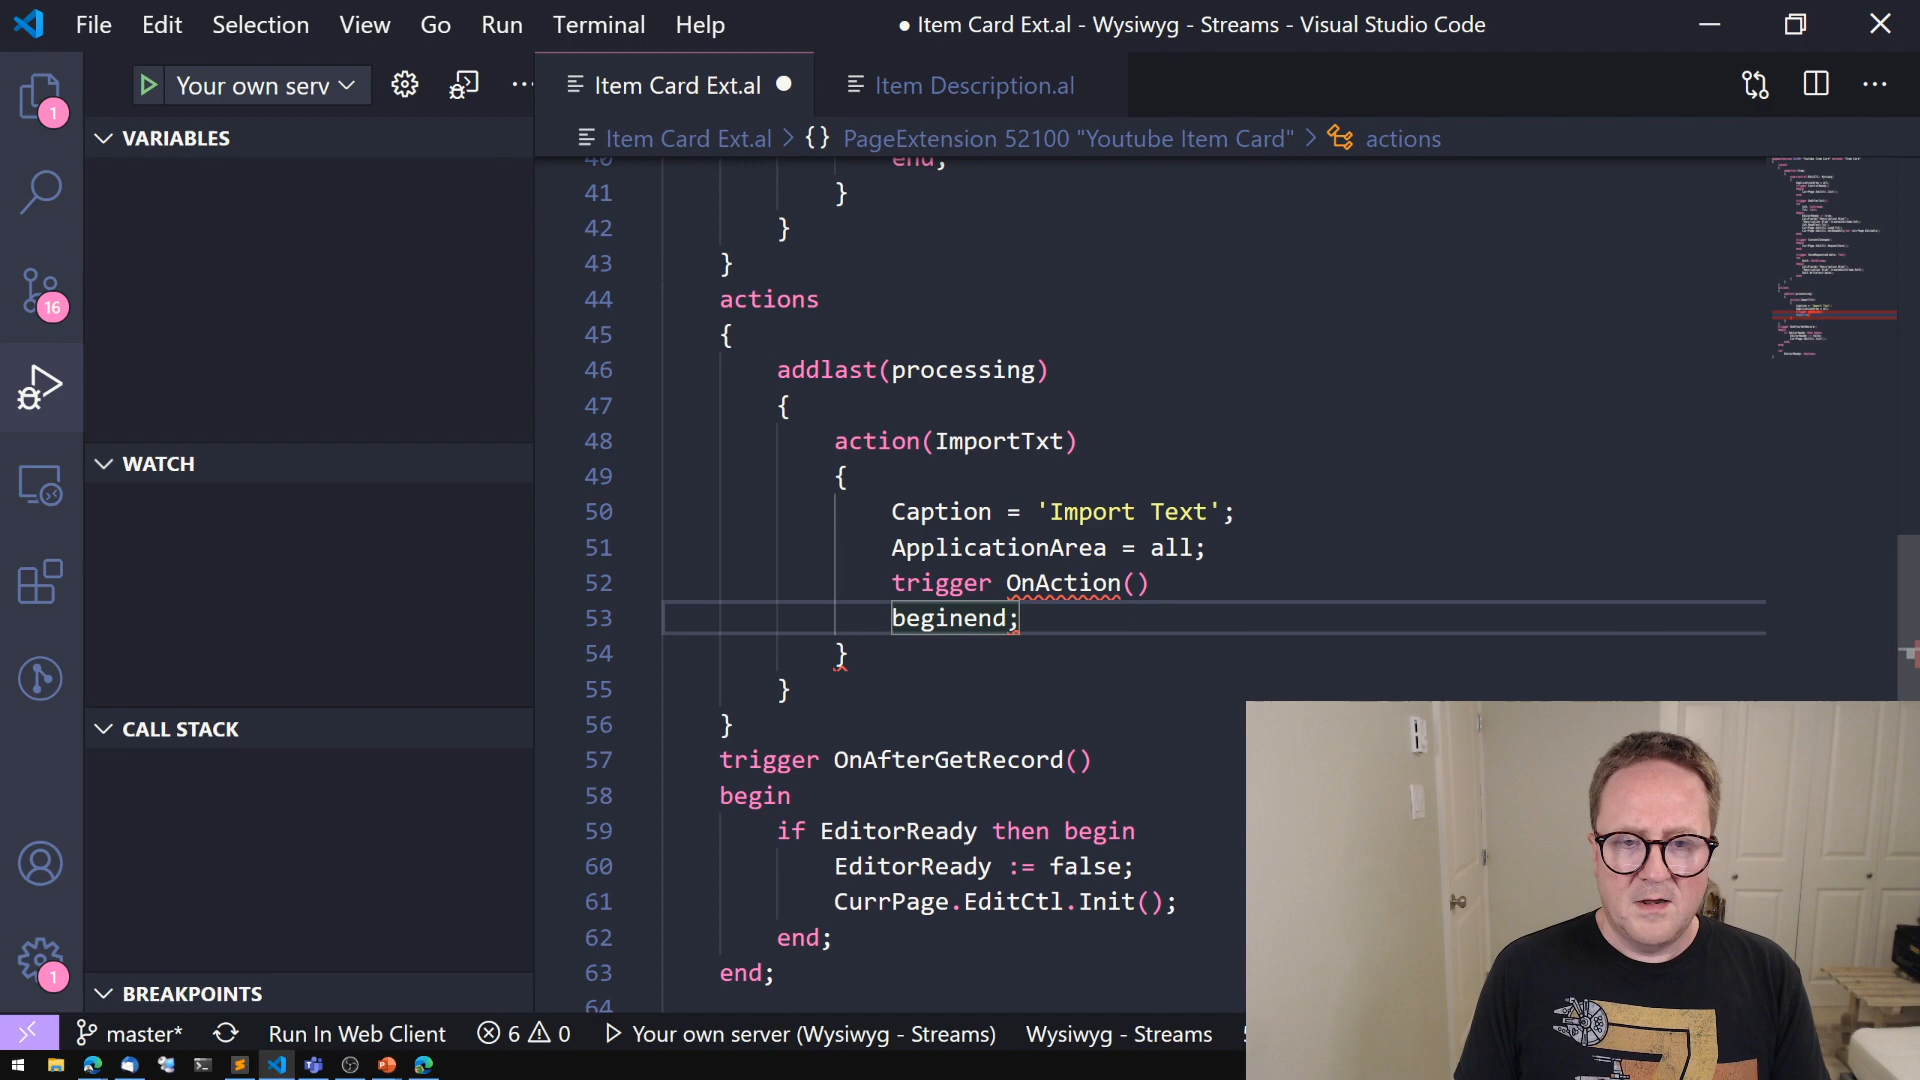 File Edit Selection View Go Run Terminal Help
● Item Card Ext.al - Wysiwyg - Streams - Visual Studio Code
Your own serv
Item Card Ext.al
Item Description.al
Item Card Ext.al > {} PageExtension 52100 "Youtube Item Card" > actions
1
16
1
VARIABLES
WATCH
CALL STACK
BREAKPOINTS
40 end;
41 }
42 }
43 }
44 actions
45 {
46 addlast(processing)
47 {
48 action(ImportTxt)
49 {
50 Caption = 'Import Text';
51 ApplicationArea = all;
52 trigger OnAction()
53 beginend;
54 }
55 }
56 }
57 trigger OnAfterGetRecord()
58 begin
59 if EditorReady then begin
60 EditorReady := false;
61 CurrPage.EditCtl.Init();
62 end;
63 end;
64
master* Run In Web Client 6 0 Your own server (Wysiwyg - Streams) Wysiwyg - Streams